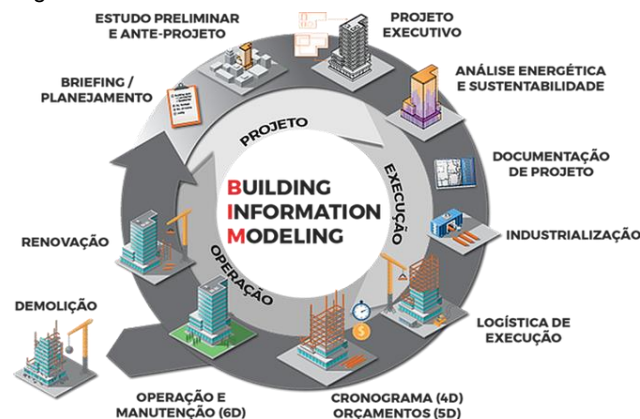 ESTUDO PRELIMINAR
E ANTE-PROJETO
PROJETO
EXECUTIVO
BRIEFING /
PLANEJAMENTO
ANÁLISE ENERGÉTICA
E SUSTENTABILIDADE
DOCUMENTAÇÃO
DE PROJETO
INDUSTRIALIZAÇÃO
LOGÍSTICA DE
EXECUÇÃO
CRONOGRAMA (4D)
ORÇAMENTOS (5D)
OPERAÇÃO E
MANUTENÇÃO (6D)
DEMOLIÇÃO
RENOVAÇÃO
PROJETO
EXECUÇÃO
OPERAÇÃO
BUILDING
INFORMATION
MODELING
$